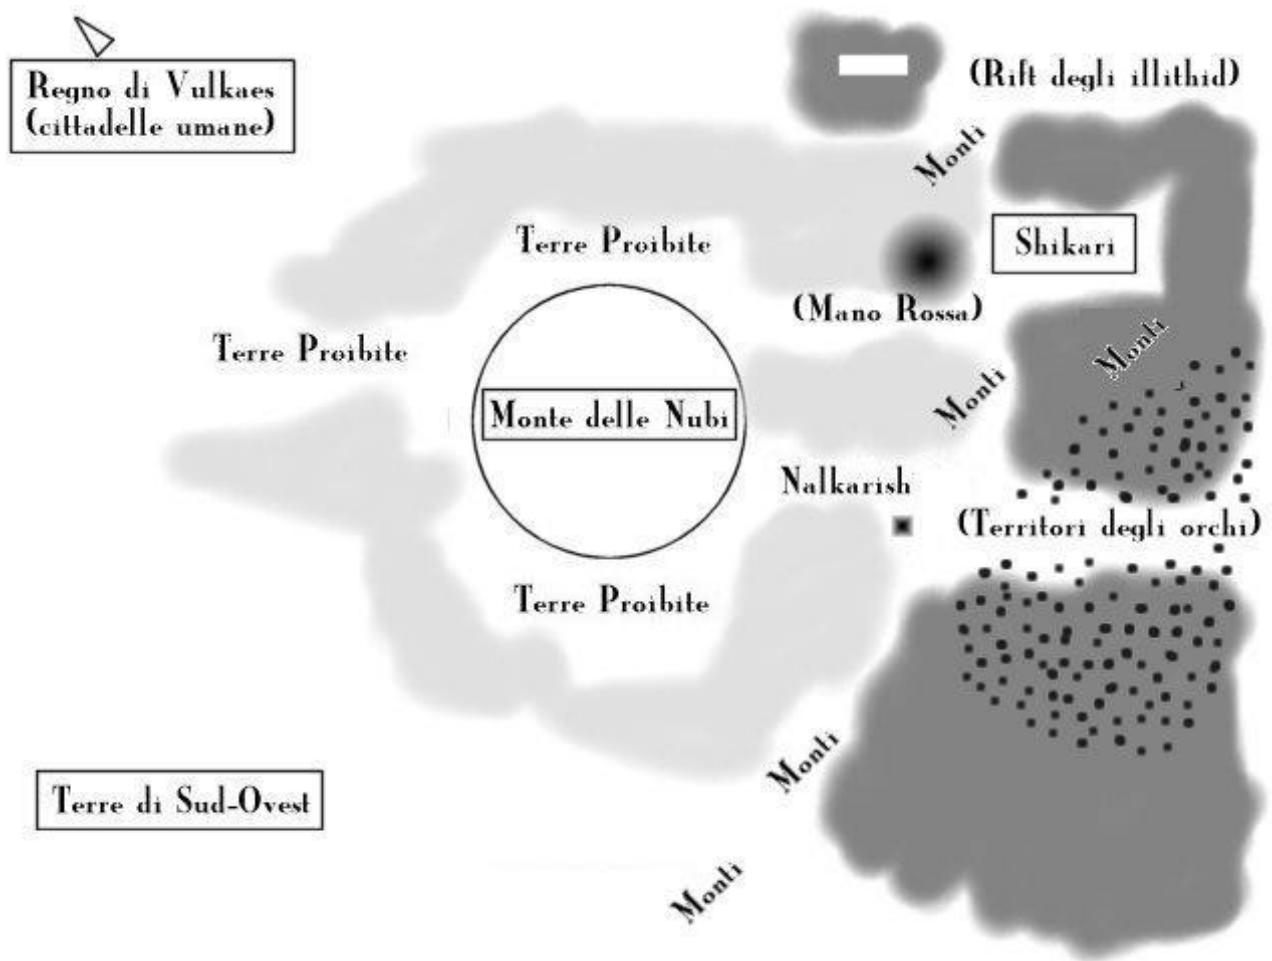 Regno di Vulkaes
(cittadelle umane)
(Rift degli illithid)
Monti
Terre Proibite
Shikari
(Mano Rossa)
Terre Proibite
Monti
Monti
Monte delle Nubi
Nalkarish
(Territori degli orchi)
Terre Proibite
Monti
Terre di Sud-Ovest
Monti